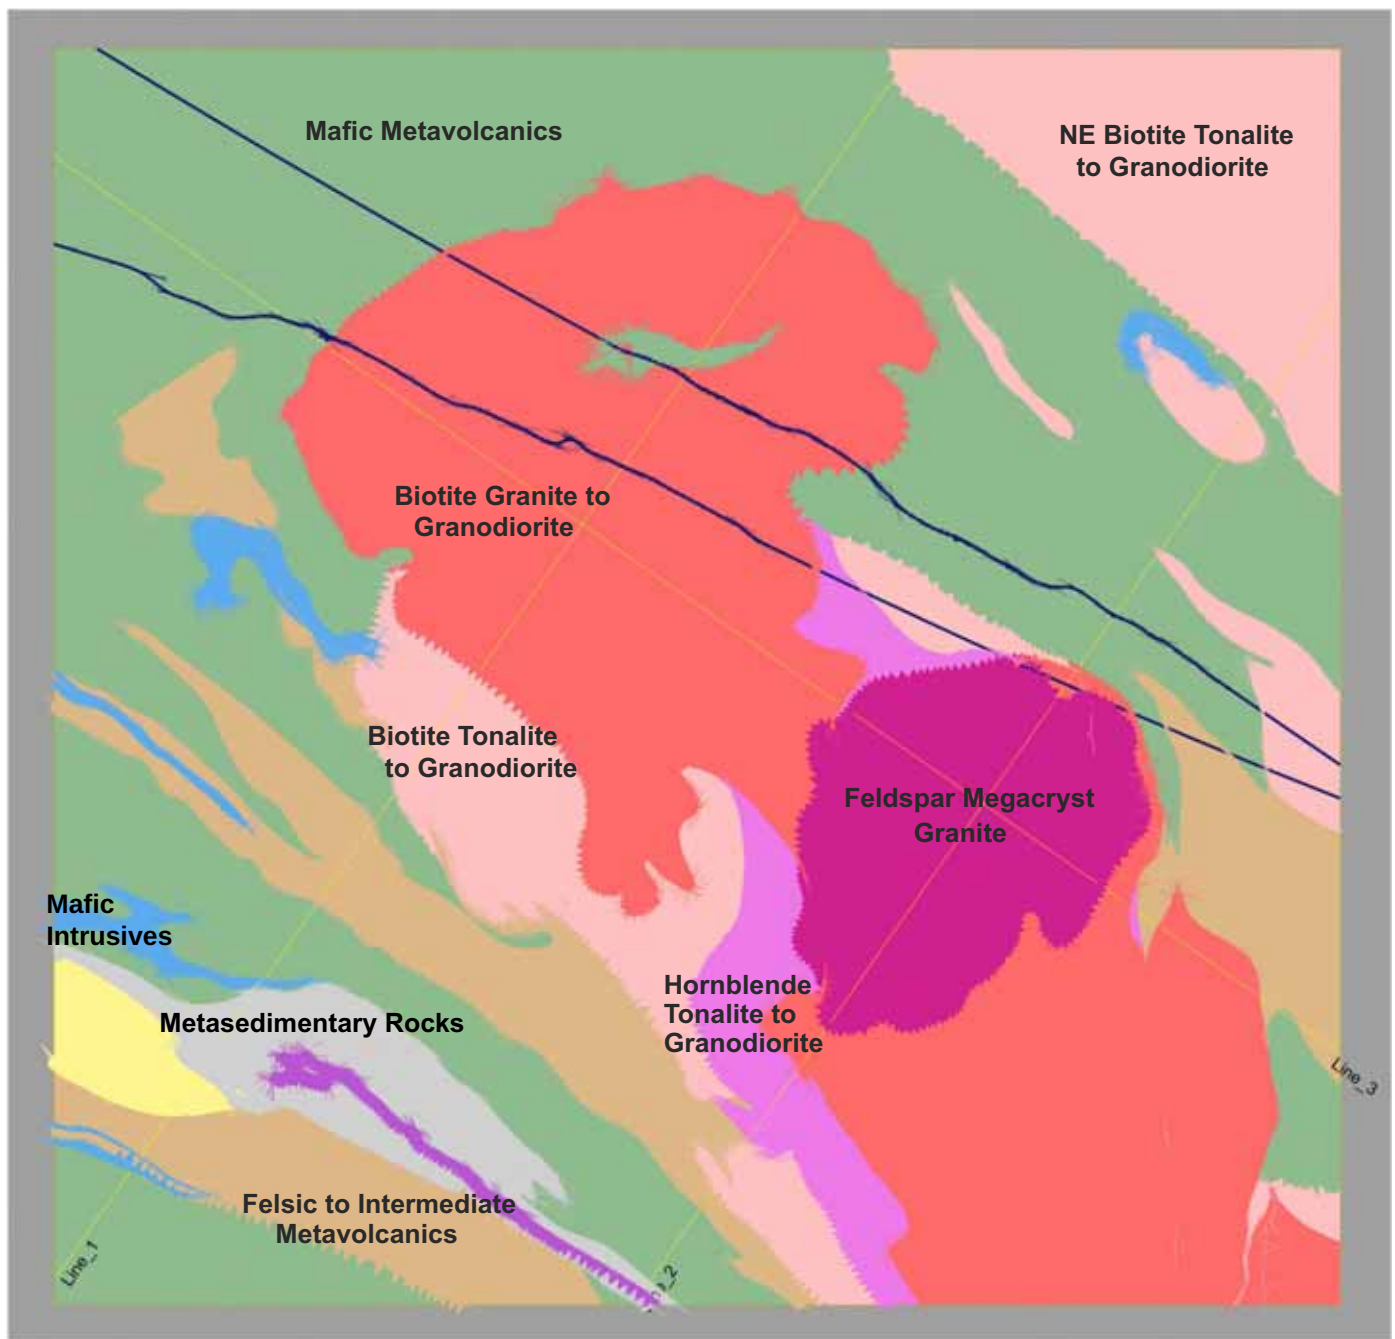 Mafic Metavolcanics
NE Biotite Tonalite
to Granodiorite
Biotite Granite to
Granodiorite
Biotite Tonalite
to Granodiorite
Feldspar Megacryst
Granite
Mafic
Intrusives
Hornblende
Tonalite to
Granodiorite
Metasedimentary Rocks
Line_3
Felsic to Intermediate
Metavolcanics
Line_1